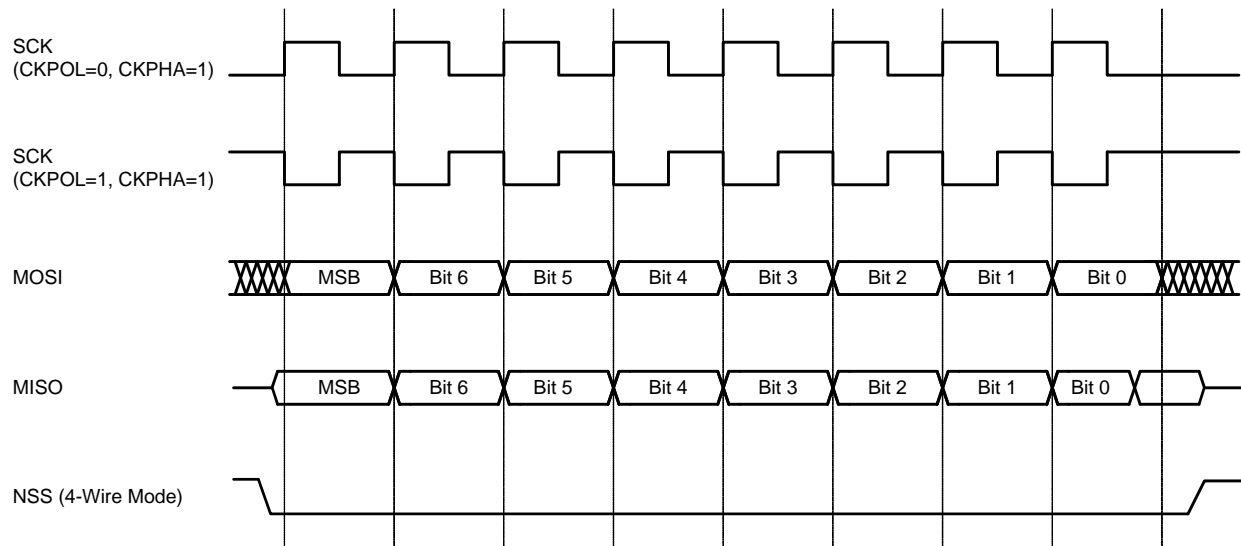 SCK
(CKPOL=0, CKPHA=1)
SCK
(CKPOL=1, CKPHA=1)
MOSI
MSB Bit 6 Bit 5 Bit 4 Bit 3 Bit 2 Bit 1 Bit 0
MISO
MSB Bit 6 Bit 5 Bit 4 Bit 3 Bit 2 Bit 1 Bit 0
NSS (4-Wire Mode)